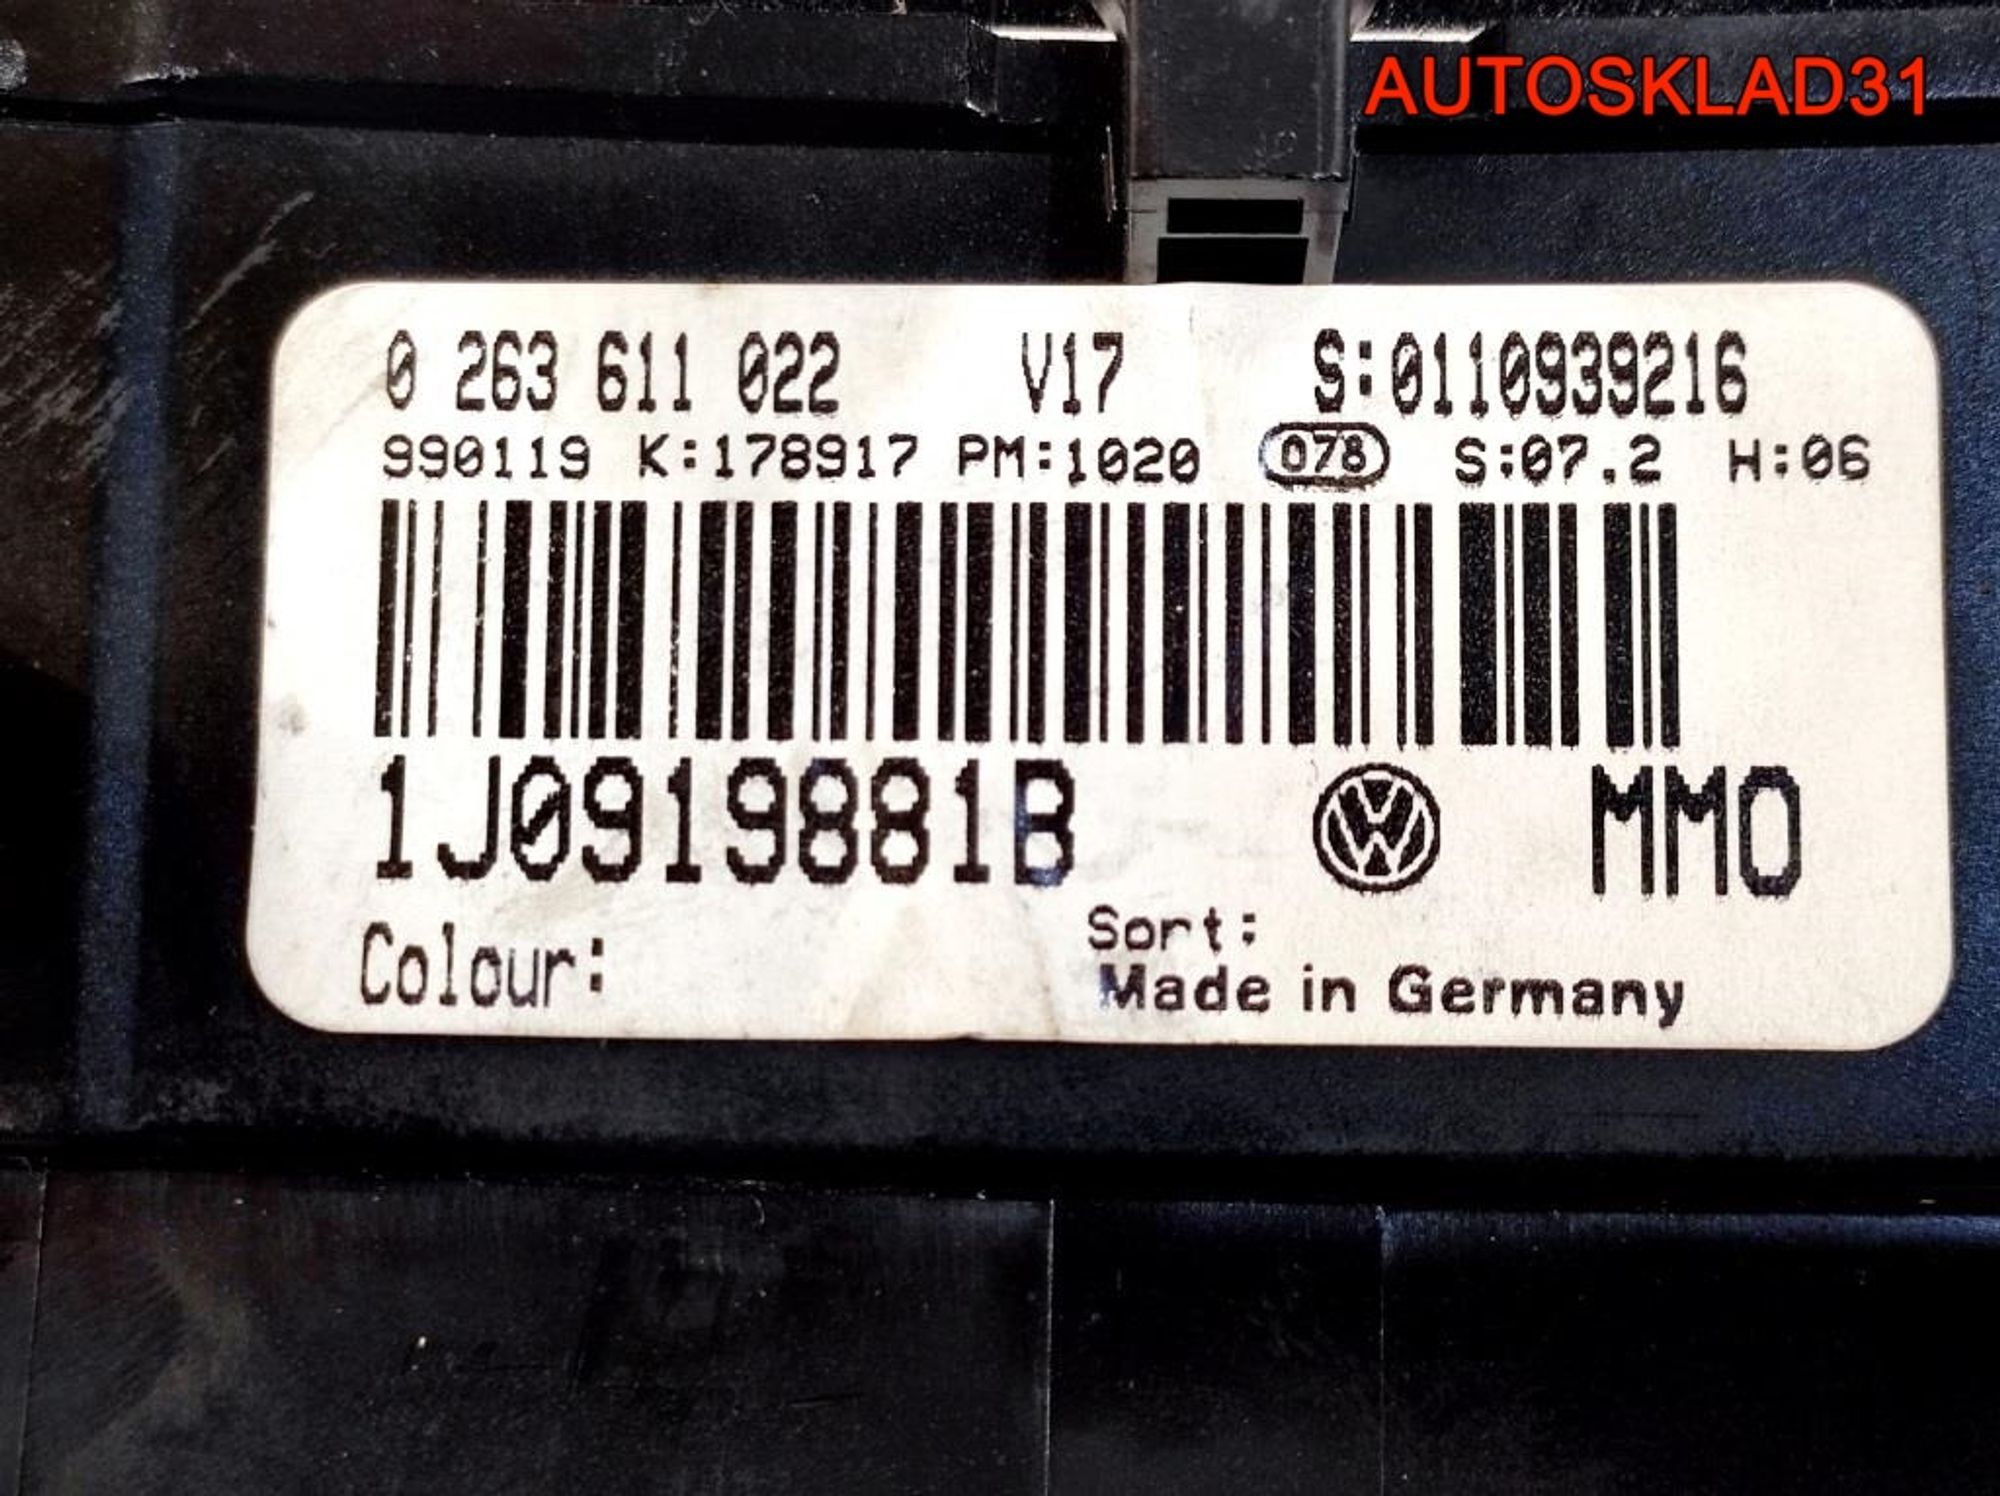 AUTOSKLAD31
0 263 611 022 V17 S:0110939216
990119 K:178917 PM:1020 078 S:07.2 H:06
1J0919881B VW MMO
Colour:
Sort:
Made in Germany